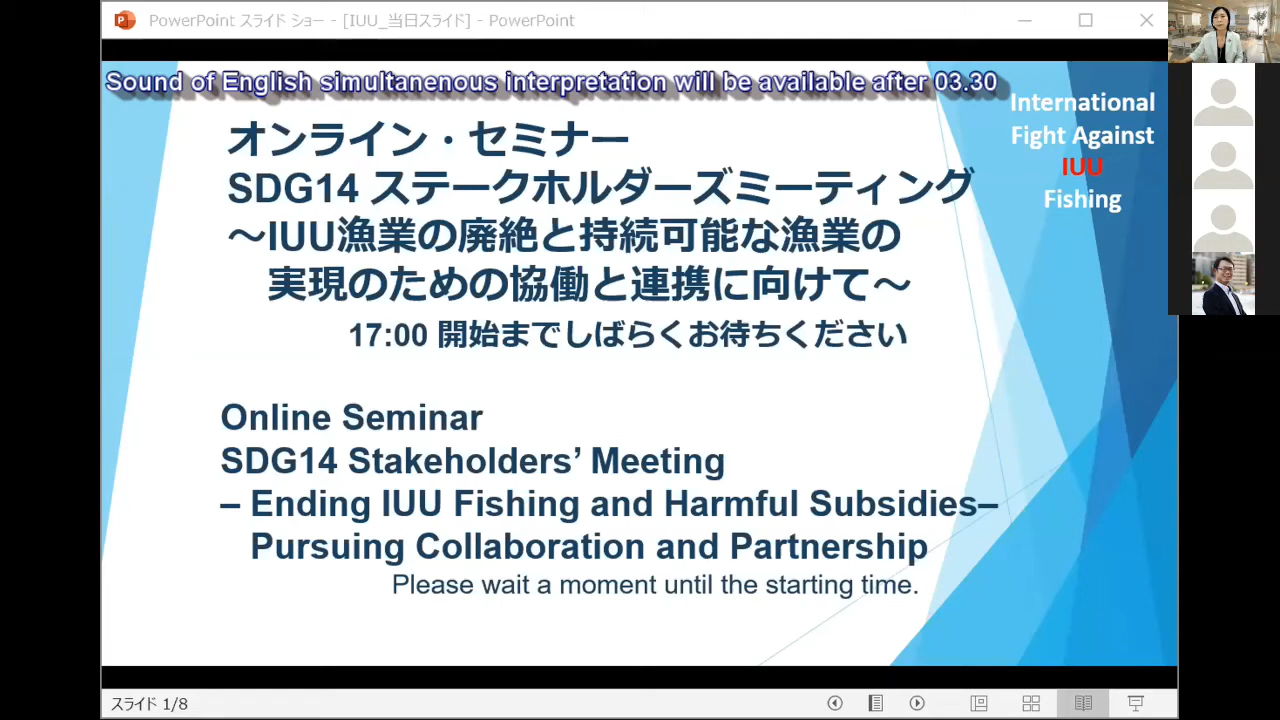 PowerPoint スライド ショー - [IUU_当日スライド] - PowerPoint
Sound of English simultanenous interpretation will be available after 03.30
オンライン・セミナー
SDG14 ステークホルダーズミーティング
～IUU漁業の廃絶と持続可能な漁業の
実現のための協働と連携に向けて～
17:00 開始までしばらくお待ちください
International
Fight Against
IUU
Fishing
Online Seminar
SDG14 Stakeholders’ Meeting
– Ending IUU Fishing and Harmful Subsidies–
Pursuing Collaboration and Partnership
Please wait a moment until the starting time.
スライド 1/8